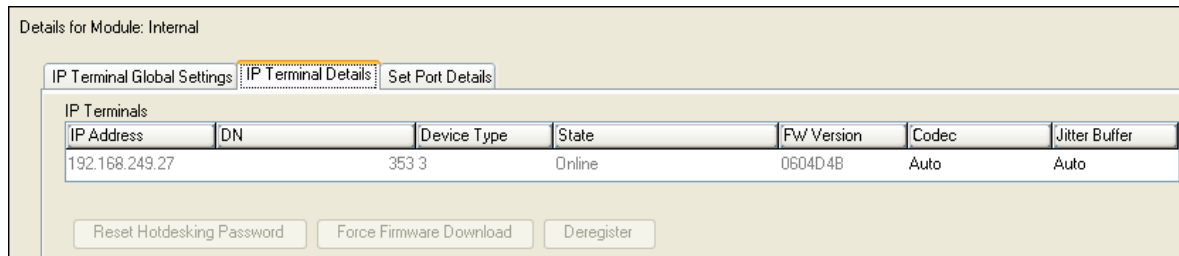 Details for Module: Internal
IP Terminal Global Settings IP Terminal Details Set Port Details
IP Terminals
IP Address DN Device Type State FW Version Codec Jitter Buffer
192.168.249.27 353 3 Online 0604D4B Auto Auto
Reset Hotdesking Password Force Firmware Download Deregister